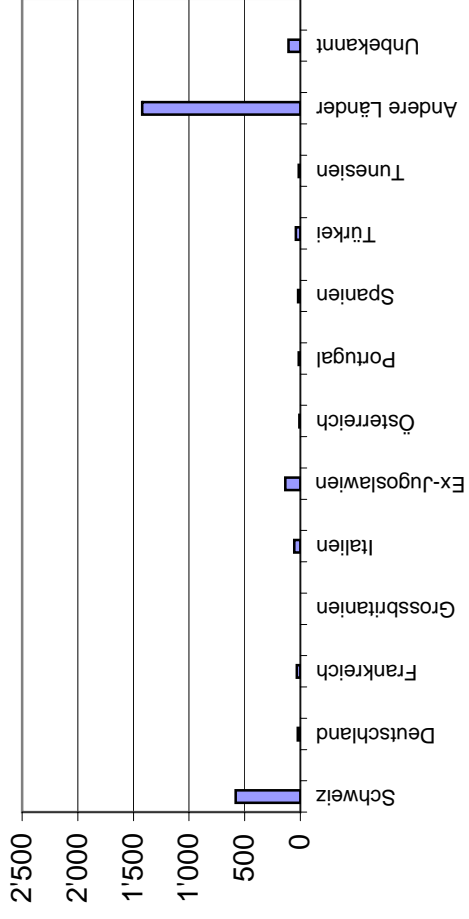 2'500
2'000
1'500
1'000
500
0
Schweiz
Deutschland
Frankreich
Grossbritanien
Italien
Ex-Jugoslawien
Österreich
Portugal
Spanien
Türkei
Tunesien
Andere Länder
Unbekannt